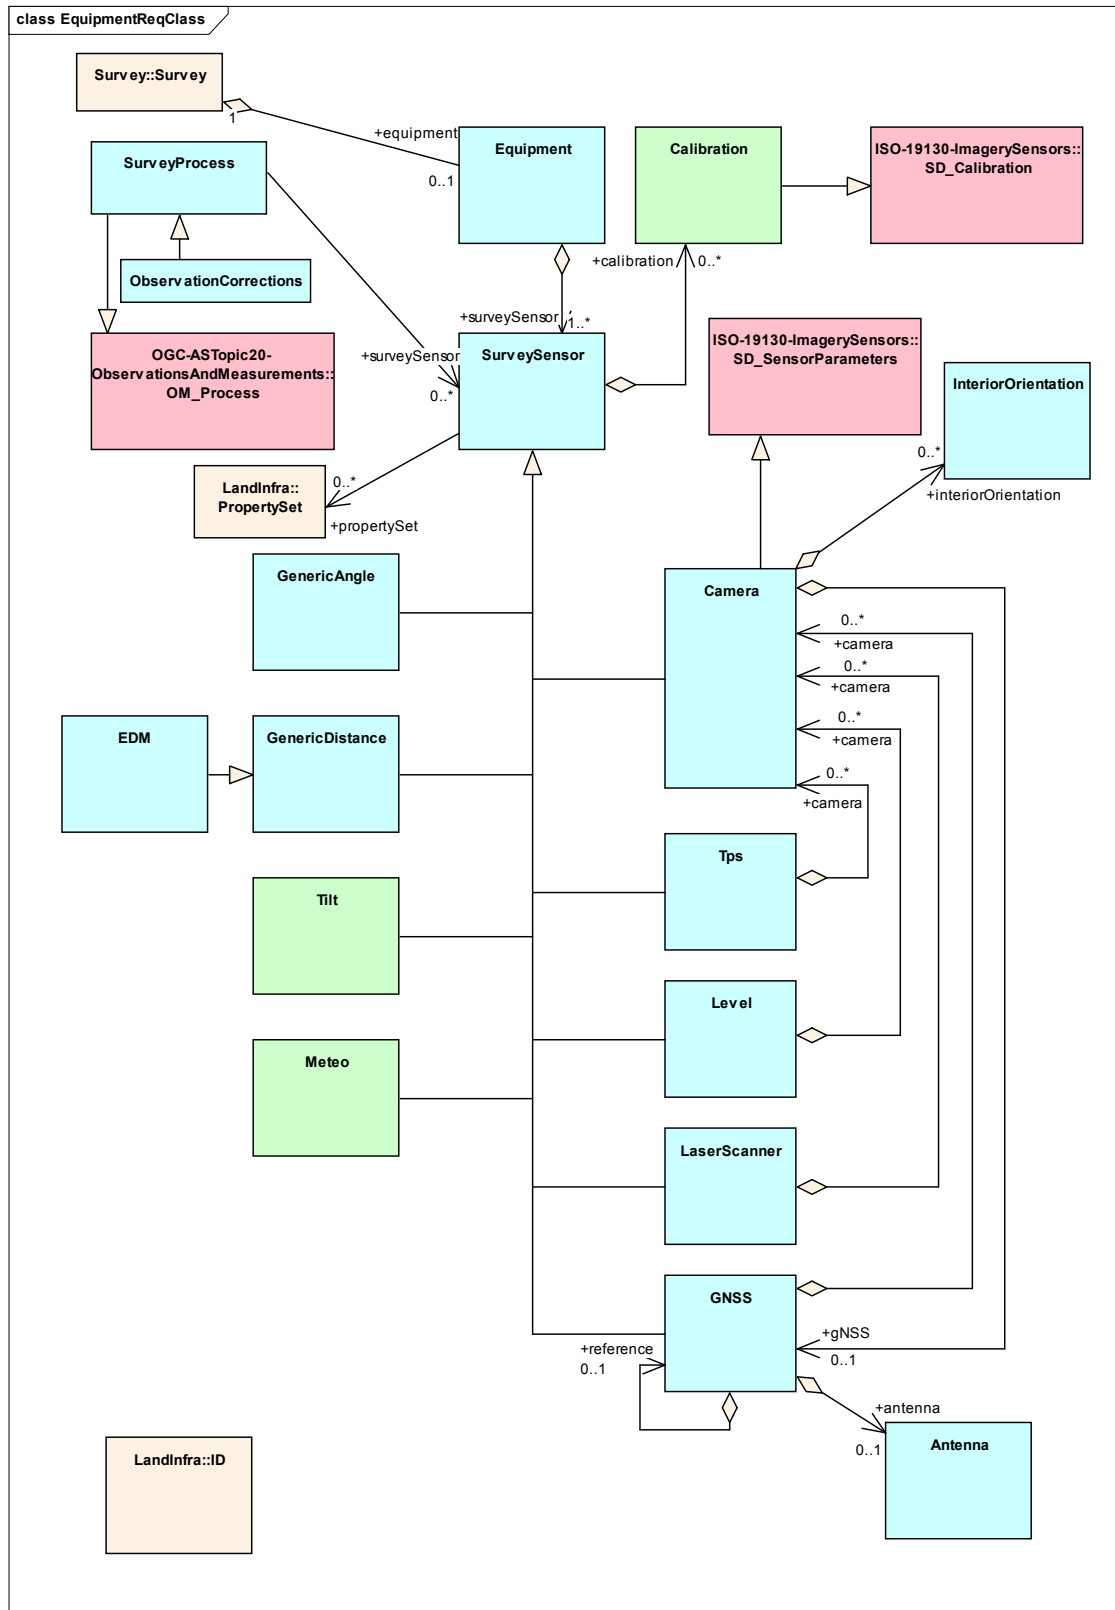 class EquipmentReqClass
Survey::Survey
1
+equipment
0..1
Equipment
Calibration
ISO-19130-ImagerySensors::
SD_Calibration
SurveyProcess
ObservationCorrections
+calibration
0..*
+surveySensor
1..*
OGC-ASTopic20-
ObservationsAndMeasurements::
OM_Process
+surveySensor
0..*
SurveySensor
ISO-19130-ImagerySensors::
SD_SensorParameters
InteriorOrientation
0..*
+interiorOrientation
LandInfra::
PropertySet
0..*
+propertySet
GenericAngle
Camera
0..*
+camera
0..*
+camera
0..*
+camera
0..*
+camera
EDM
GenericDistance
Tps
Tilt
Level
Meteo
LaserScanner
GNSS
+reference
0..1
+gNSS
0..1
+antenna
0..1
Antenna
LandInfra::ID